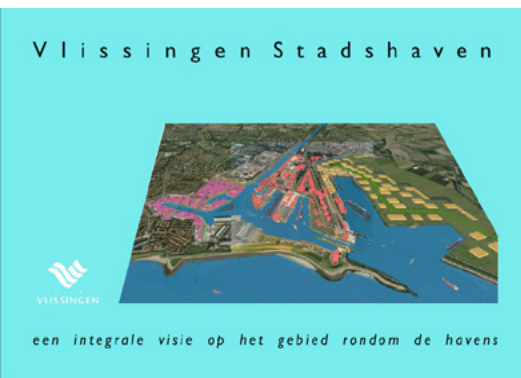 Vlissingen Stadshaven
VLISSINGEN
een integrale visie op het gebied rondom de havens